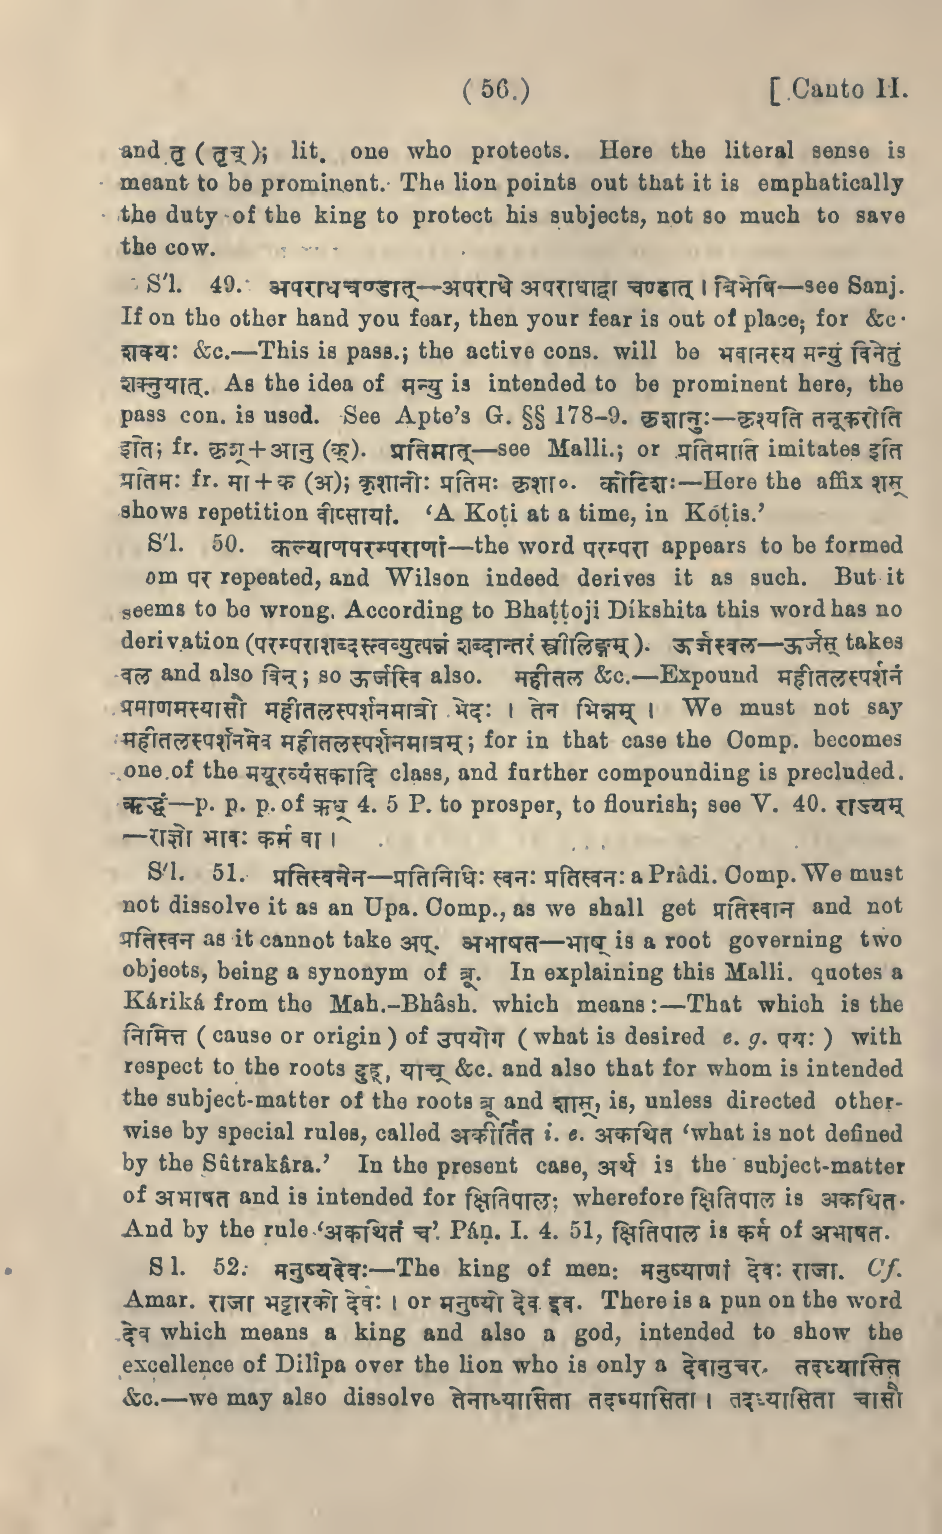 ( 56.) [ Canto II.
and तृ ( तृच् ); lit. one who protects. Here the literal sense is
meant to be prominent. The lion points out that it is emphatically
the duty of the king to protect his subjects, not so much to save
the cow.
S'l. 49. अपराधचण्डात्—अपराधे अपराधाद्वा चण्डात् । बिभेषि—see Sanj.
If on the other hand you fear, then your fear is out of place; for &c.
शक्यः &c.—This is pass.; the active cons. will be भवानस्य मन्युं विनेतुं
शक्नुयात्. As the idea of मन्यु is intended to be prominent here, the
pass con. is used. See Apte's G. §§ 178-9. कृशानुः—कृश्यति तनूकरोति
इति; fr. कृश्+आनु (क्). प्रतिमात्—see Malli.; or प्रतिमाति imitates इति
प्रतिमः fr. मा + क (अ); कृशानोः प्रतिमः कृशा०. कोटिशः—Here the affix शस्
shows repetition वीप्सायां. 'A Koṭi at a time, in Kótis.'
S'l. 50. कल्याणपरम्पराणां—the word परम्परा appears to be formed
om पर repeated, and Wilson indeed derives it as such. But it
seems to be wrong. According to Bhaṭṭoji Díkshita this word has no
derivation (परम्पराशब्दस्त्वव्युत्पन्नं शब्दान्तरं स्त्रीलिङ्गम् ). ऊर्जस्वल—ऊर्जस् takes
वल and also विन्; so ऊर्जस्वि also. महीतल &c.—Expound महीतलस्पर्शनं
प्रमाणमस्यासौ महीतलस्पर्शनमात्रो भेदः । तेन भिन्नम् । We must not say
महीतलस्पर्शनमेव महीतलस्पर्शनमात्रम्; for in that case the Comp. becomes
one of the मयूरव्यंसकादि class, and further compounding is precluded.
ऋद्धं—p. p. p. of ऋध् 4. 5 P. to prosper, to flourish; see V. 40. राज्यम्
—राज्ञो भावः कर्म वा ।
S'l. 51. प्रतिस्वनेन—प्रतिनिधिः स्वनः प्रतिस्वनः a Prâdi. Comp. We must
not dissolve it as an Upa. Comp., as we shall get प्रतिस्वान and not
प्रतिस्वन as it cannot take अप्. अभाषत—भाष् is a root governing two
objects, being a synonym of ब्रू. In explaining this Malli. quotes a
Káriká from the Mah.-Bhâsh. which means:—That which is the
निमित्त ( cause or origin ) of उपयोग ( what is desired e. g. पयः ) with
respect to the roots दुह्, याच् &c. and also that for whom is intended
the subject-matter of the roots ब्रू and शास्, is, unless directed other-
wise by special rules, called अकीर्तित i. e. अकथित 'what is not defined
by the Sûtrakâra.' In the present case, अर्थ is the subject-matter
of अभाषत and is intended for क्षितिपाल; wherefore क्षितिपाल is अकथित.
And by the rule 'अकथितं च'. Páṇ. I. 4. 51, क्षितिपाल is कर्म of अभाषत.
S l. 52. मनुष्यदेवः—The king of men: मनुष्याणां देवः राजा. Cf.
Amar. राजा भट्टारको देवः । or मनुष्यो देव इव. There is a pun on the word
देव which means a king and also a god, intended to show the
excellence of Dilîpa over the lion who is only a देवानुचर. तदध्यासित
&c.—we may also dissolve तेनाध्यासिता तदध्यासिता । तदध्यासिता चासौ